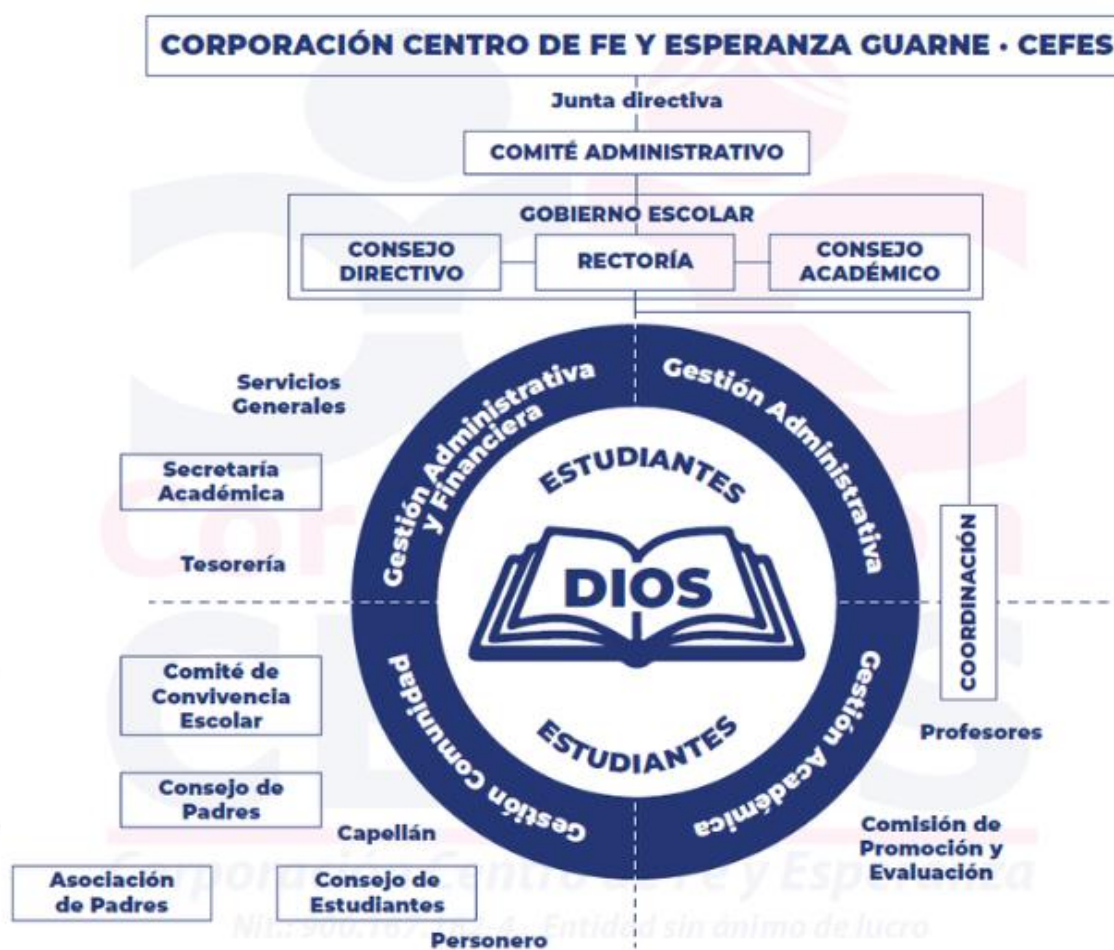 CORPORACIÓN CENTRO DE FE Y ESPERANZA GUARNE · CEFES
Junta directiva
COMITÉ ADMINISTRATIVO
GOBIERNO ESCOLAR
CONSEJO
DIRECTIVO
RECTORÍA
CONSEJO
ACADÉMICO
Gestión Administrativa
y Financiera
Gestión Administrativa
Servicios
Generales
Secretaría
Académica
Tesorería
ESTUDIANTES
DIOS
ESTUDIANTES
COORDINACIÓN
Comité de
Convivencia
Escolar
Consejo de
Padres
Gestión Comunidad
Gestión Académica
Profesores
Capellán
Comisión de
Promoción y
Evaluación
Asociación
de Padres
Consejo de
Estudiantes
Personero
Corporación Centro de Fe y Esperanza
Entidad sin ánimo de lucro